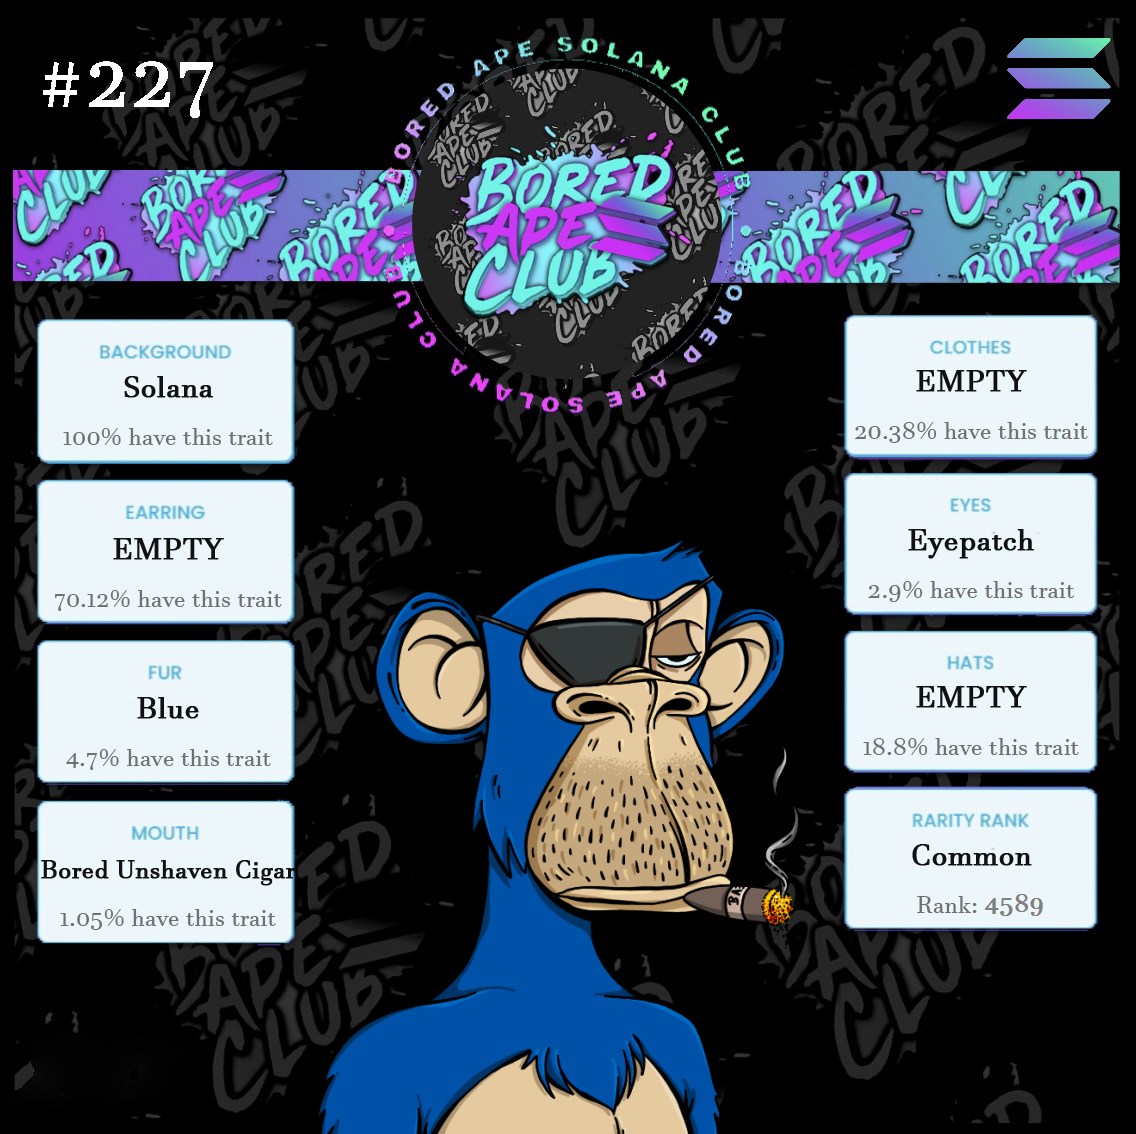 #227
BORED APE SOLANA CLUB
BORED APE SOLANA CLUB
BORED
APE
CLUB
BACKGROUND
Solana
100% have this trait
EARRING
EMPTY
70.12% have this trait
FUR
Blue
4.7% have this trait
MOUTH
Bored Unshaven Cigar
1.05% have this trait
CLOTHES
EMPTY
20.38% have this trait
EYES
Eyepatch
2.9% have this trait
HATS
EMPTY
18.8% have this trait
RARITY RANK
Common
Rank: 4589